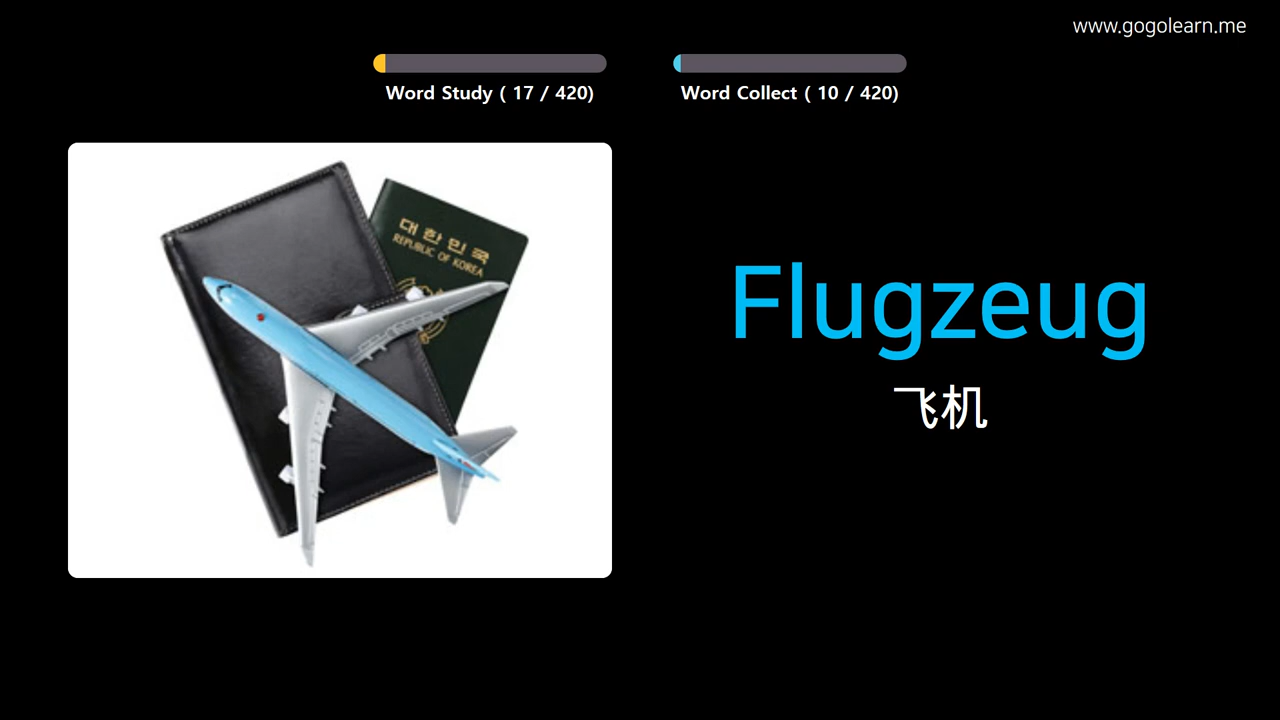 www.gogolearn.me
Word Study ( 17 / 420)
Word Collect ( 10 / 420)
대한민국
REPUBLIC OF KOREA
Flugzeug
飞机